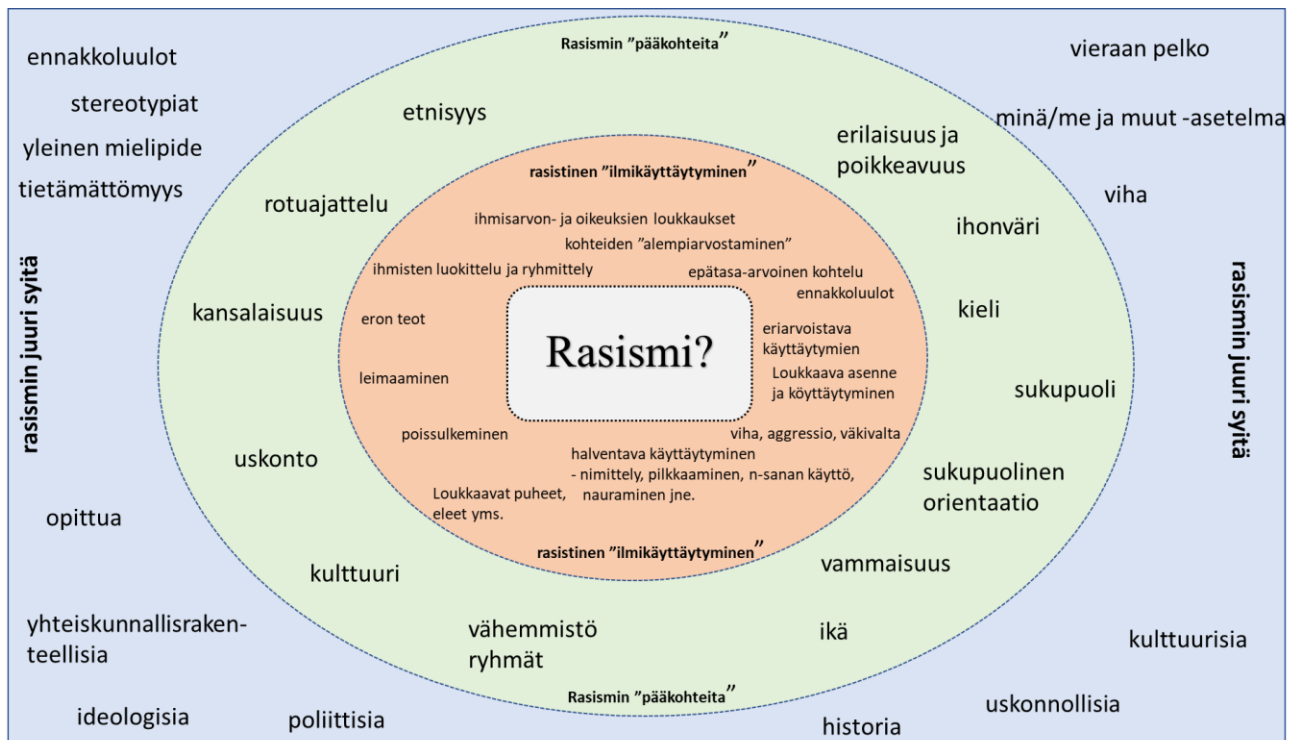 Rasismin "pääkohteita"
ennakkoluulot
vieraan pelko
stereotypiat
etnisyys
minä/me ja muut -asetelma
yleinen mielipide
erilaisuus ja
poikkeavuus
tietämättömyys
viha
rasistinen "ilmikäyttäytyminen"
rotuajattelu
ihmisarvon- ja oikeuksien loukkaukset
ihonväri
kohteiden "alempiarvostaminen"
ihmisten luokittelu ja ryhmittely
epätasa-arvoinen kohtelu
ennakkoluulot
rasismin juuri syitä
kansalaisuus
eron teot
Rasismi?
eriarvoistava
käyttäytymien
kieli
rasismin juuri syitä
leimaaminen
Loukkaava asenne
ja köyttäytyminen
sukupuoli
poissulkeminen
viha, aggressio, väkivalta
uskonto
halventava käyttäytyminen
- nimittely, pilkkaaminen, n-sanan käyttö,
nauraminen jne.
sukupuolinen
orientaatio
Loukkaavat puheet,
eleet yms.
opittua
rasistinen "ilmikäyttäytyminen"
kulttuuri
vammaisuus
yhteiskunnallisraken-
teellisia
vähemmistö
ryhmät
ikä
kulttuurisia
Rasismin "pääkohteita"
ideologisia
poliittisia
historia
uskonnollisia